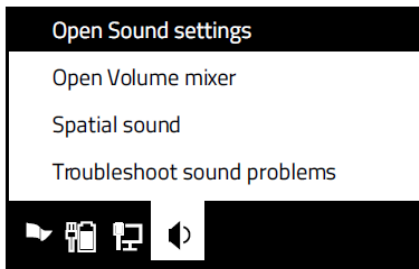 Open Sound settings
Open Volume mixer
Spatial sound
Troubleshoot sound problems